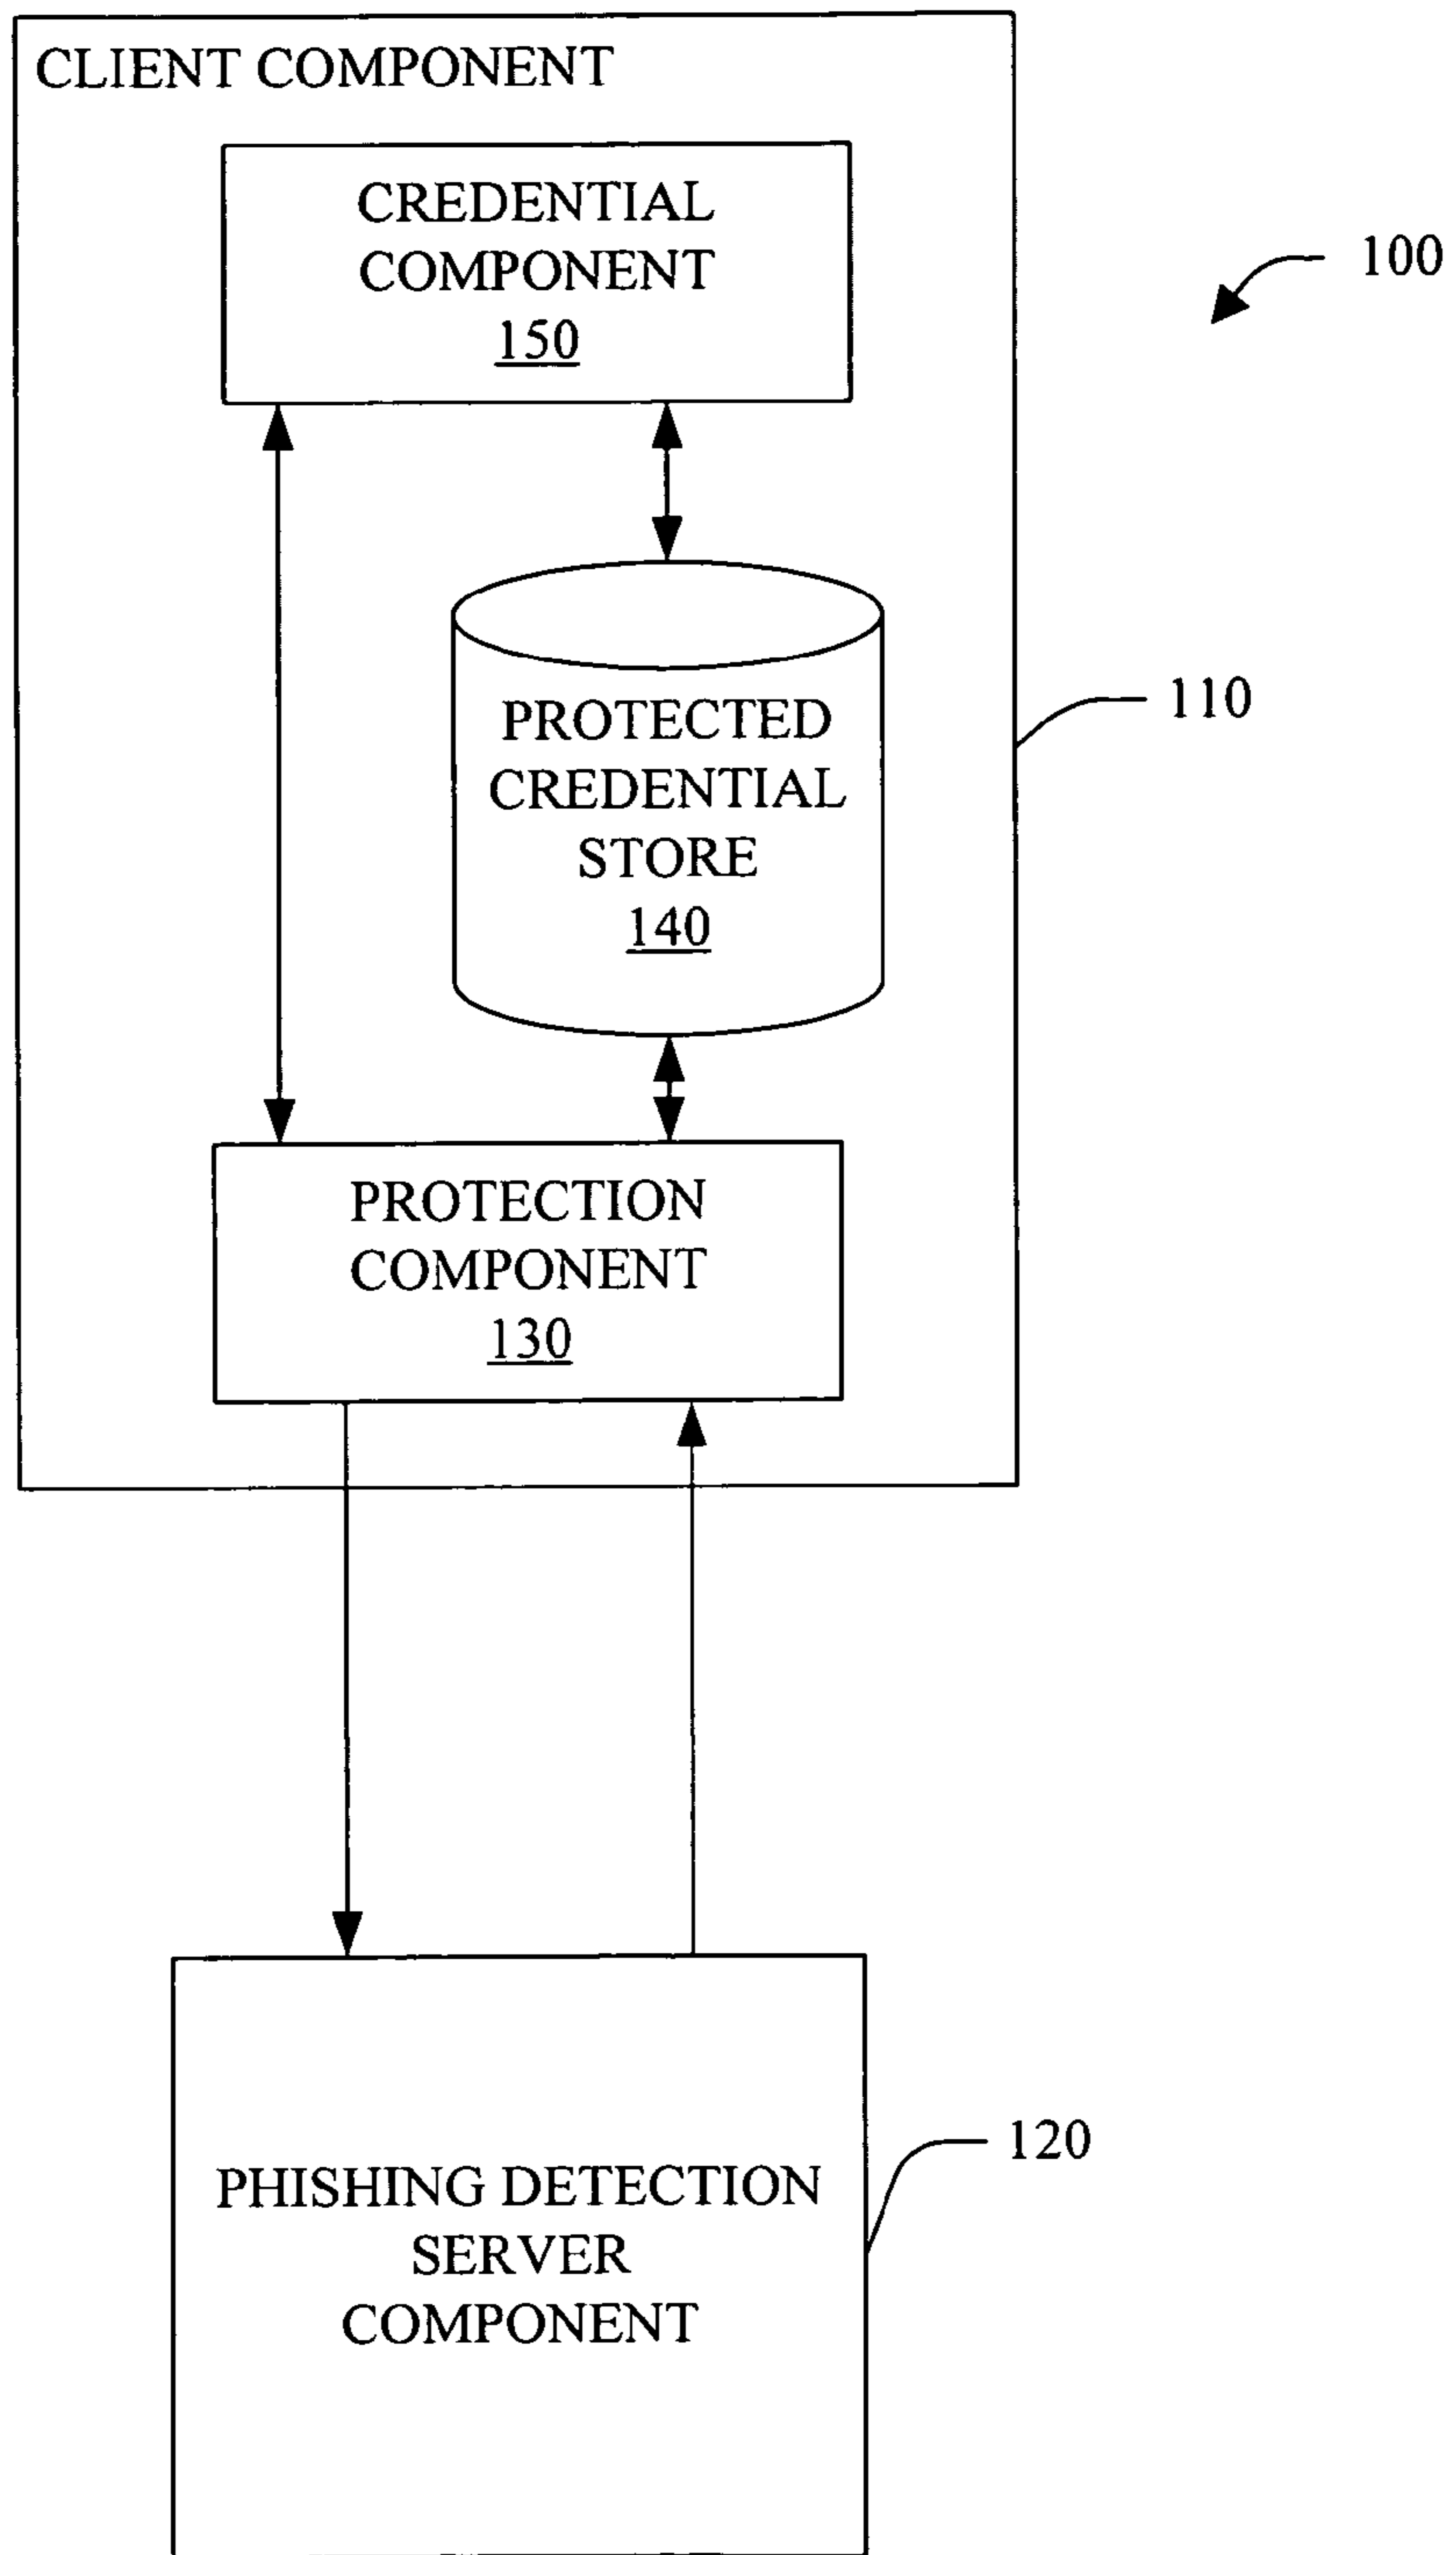 CLIENT COMPONENT
CREDENTIAL
COMPONENT
150
100
PROTECTED
CREDENTIAL
STORE
140
110
PROTECTION
COMPONENT
130
PHISHING DETECTION
SERVER
COMPONENT
120